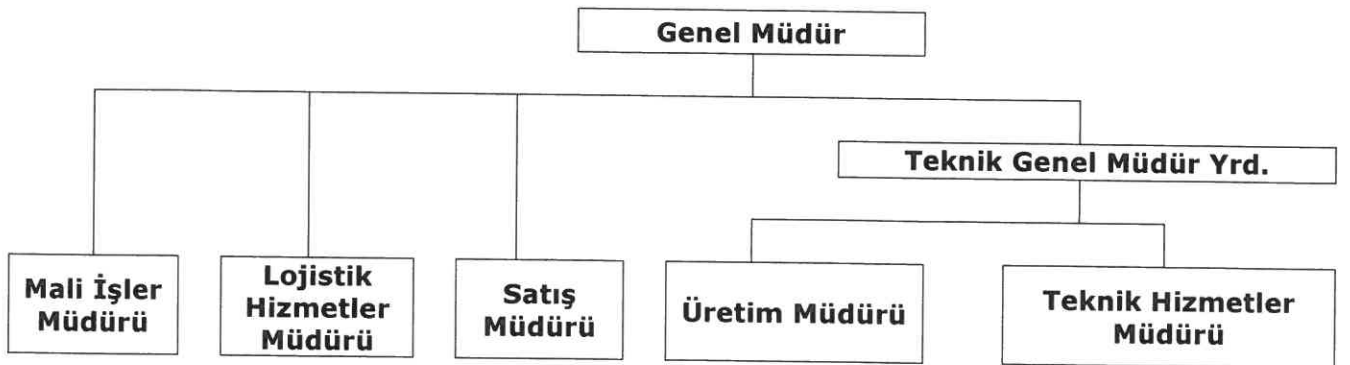 Genel Müdür
Teknik Genel Müdür Yrd.
Mali İşler
Müdürü
Lojistik
Hizmetler
Müdürü
Satış
Müdürü
Üretim Müdürü
Teknik Hizmetler
Müdürü